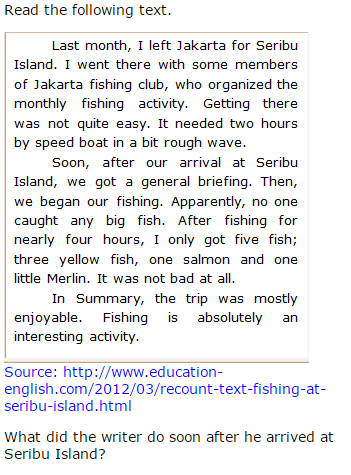 Read the following text.
Last month, I left Jakarta for Seribu
Island. I went there with some members
of Jakarta fishing club, who organized the
monthly fishing activity. Getting there
was not quite easy. It needed two hours
by speed boat in a bit rough wave.
Soon, after our arrival at Seribu
Island, we got a general briefing. Then,
we began our fishing. Apparently, no one
caught any big fish. After fishing for
nearly four hours, I only got five fish;
three yellow fish, one salmon and one
little Merlin. It was not bad at all.
In Summary, the trip was mostly
enjoyable. Fishing is absolutely an
interesting activity.
Source: http://www.education-
english.com/2012/03/recount-text-fishing-at-
seribu-island.html
What did the writer do soon after he arrived at
Seribu Island?